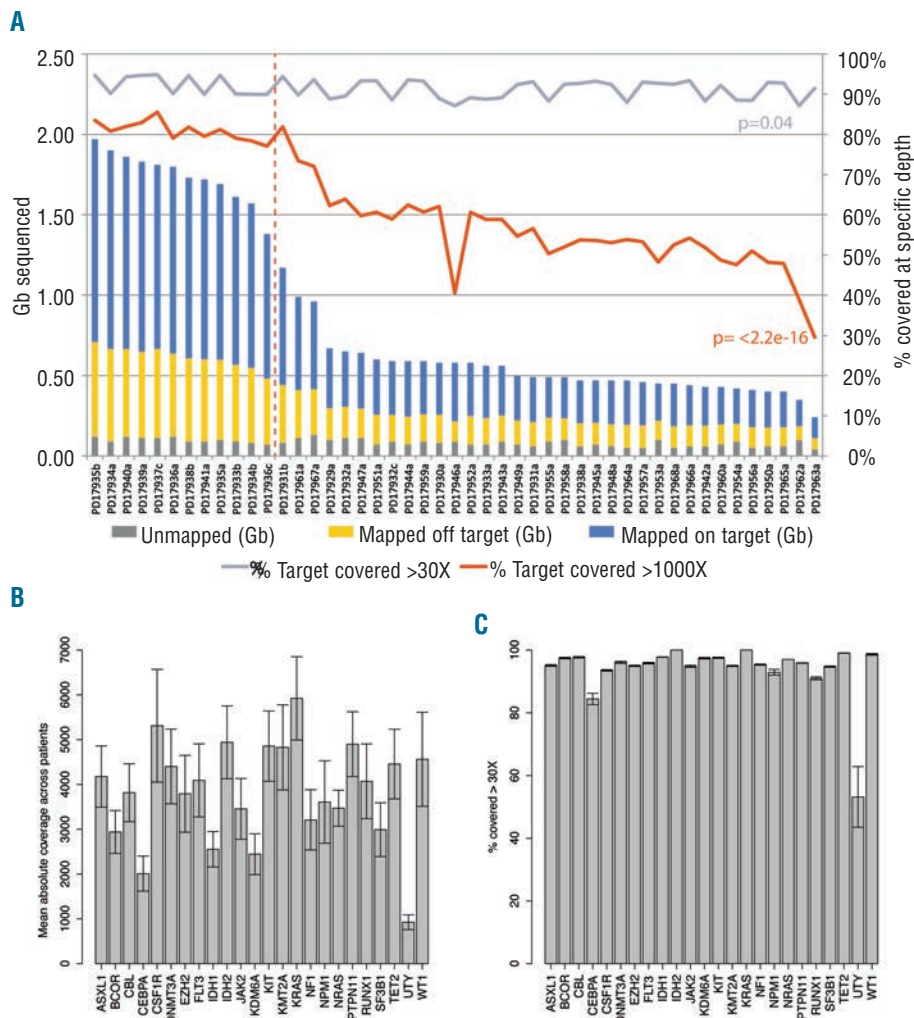 A
2.50
2.00
1.50
1.00
0.50
0.00
Gb sequenced
100%
90%
80%
70%
60%
50%
40%
30%
20%
10%
0%
% covered at specific depth
p=0.04
p= <2.2e-16
PD17935b
PD17934a
PD17940a
PD17939a
PD17937c
PD17936a
PD17938b
PD17941a
PD17935a
PD17933b
PD17934b
PD17936c
PD17931b
PD17961a
PD17967a
PD17929a
PD17932a
PD17947a
PD17951a
PD17932c
PD17944a
PD17959a
PD17930a
PD17946a
PD17952a
PD17933a
PD17943a
PD17949a
PD17931a
PD17955a
PD17958a
PD17938a
PD17945a
PD17948a
PD17964a
PD17957a
PD17953a
PD17968a
PD17966a
PD17942a
PD17960a
PD17954a
PD17956a
PD17950a
PD17965a
PD17962a
PD17963a
Unmapped (Gb) Mapped off target (Gb) Mapped on target (Gb)
% Target covered >30X % Target covered >1000X
B
7000
6000
5000
4000
3000
2000
1000
0
Mean absolute coverage across patients
ASXL1
BCOR
CBL
CEBPA
CSF1R
DNMT3A
EZH2
FLT3
IDH1
IDH2
JAK2
KDM6A
KIT
KMT2A
KRAS
NF1
NPM1
NRAS
PTPN11
RUNX1
SF3B1
TET2
UTY
WT1
C
100
80
60
40
20
0
% covered > 30X
ASXL1
BCOR
CBL
CEBPA
CSF1R
DNMT3A
EZH2
FLT3
IDH1
IDH2
JAK2
KDM6A
KIT
KMT2A
KRAS
NF1
NPM1
NRAS
PTPN11
RUNX1
SF3B1
TET2
UTY
WT1